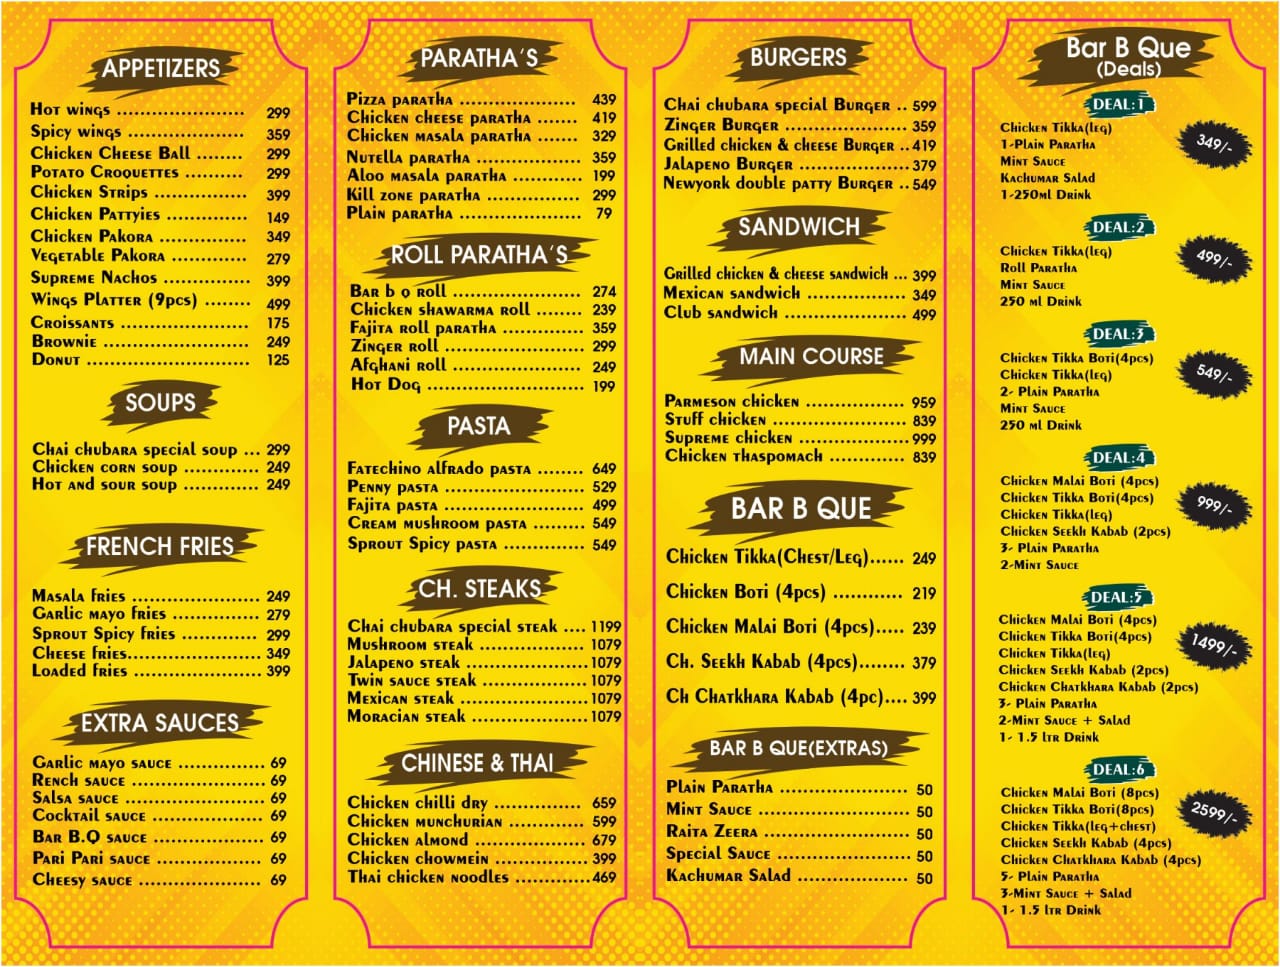 APPETIZERS
Hot wings ...................... 299
Spicy wings .................... 359
Chicken Cheese Ball ........ 299
Potato Croquettes ........... 299
Chicken Strips ................ 399
Chicken Pattyies .............. 149
Chicken Pakora ............... 349
Vegetable Pakora ............. 279
Supreme Nachos ............... 399
Wings Platter (9pcs) ........ 499
Croissants ...................... 175
Brownie .......................... 249
Donut ............................ 125
SOUPS
Chai chubara special soup ... 299
Chicken corn soup ............. 249
Hot and sour soup ............. 249
FRENCH FRIES
Masala fries ...................... 249
Garlic mayo fries ............... 279
Sprout Spicy fries ............. 299
Cheese fries....................... 349
Loaded fries ...................... 399
EXTRA SAUCES
Garlic mayo sauce .............. 69
Rench sauce ....................... 69
Salsa sauce ........................ 69
Cocktail sauce ................... 69
Bar B.Q sauce .................... 69
Pari Pari sauce .................. 69
Cheesy sauce ..................... 69
PARATHA'S
Pizza paratha .................... 439
Chicken cheese paratha ....... 419
Chicken masala paratha ...... 329
Nutella paratha ................ 359
Aloo masala paratha .......... 199
Kill zone paratha .............. 299
Plain paratha .................... 79
ROLL PARATHA'S
Bar b q roll ...................... 274
Chicken shawarma roll ........ 239
Fajita roll paratha ............ 359
Zinger roll ....................... 299
Afghani roll ..................... 249
Hot Dog ........................... 199
PASTA
Fatechino alfrado pasta ........ 649
Penny pasta ........................ 529
Fajita pasta ........................ 499
Cream mushroom pasta ......... 549
Sprout Spicy pasta .............. 549
CH. STEAKS
Chai chubara special steak .... 1199
Mushroom steak ................... 1079
Jalapeno steak ..................... 1079
Twin sauce steak ................. 1079
Mexican steak ..................... 1079
Moracian steak .................... 1079
CHINESE & THAI
Chicken chilli dry ............... 659
Chicken munchurian ............. 599
Chicken almond ................... 679
Chicken chowmein ................ 399
Thai chicken noodles ............. 469
BURGERS
Chai chubara special Burger .. 599
Zinger Burger ..................... 359
Grilled chicken & cheese Burger .. 419
Jalapeno Burger ................... 379
Newyork double patty Burger .. 549
SANDWICH
Grilled chicken & cheese sandwich ... 399
Mexican sandwich ................. 349
Club sandwich ..................... 499
MAIN COURSE
Parmeson chicken ................. 959
Stuff chicken ....................... 839
Supreme chicken ................... 999
Chicken thaspomach ............. 839
BAR B QUE
Chicken Tikka(Chest/Leg)...... 249
Chicken Boti (4pcs) ............ 219
Chicken Malai Boti (4pcs)..... 239
Ch. Seekh Kabab (4pcs)........ 379
Ch Chatkhara Kabab (4pc).... 399
BAR B QUE(EXTRAS)
Plain Paratha ...................... 50
Mint Sauce .......................... 50
Raita Zeera ......................... 50
Special Sauce ...................... 50
Kachumar Salad ................... 50
Bar B Que
(Deals)
DEAL:1
Chicken Tikka(leg)
1-Plain Paratha
Mint Sauce
Kachumar Salad
1-250ml Drink
349/-
DEAL:2
Chicken Tikka(leg)
Roll Paratha
Mint Sauce
250 ml Drink
499/-
DEAL:3
Chicken Tikka Boti(4pcs)
Chicken Tikka(leg)
2- Plain Paratha
Mint Sauce
250 ml Drink
549/-
DEAL:4
Chicken Malai Boti (4pcs)
Chicken Tikka Boti(4pcs)
Chicken Tikka(leg)
Chicken Seekh Kabab (2pcs)
3- Plain Paratha
2-Mint Sauce
999/-
DEAL:5
Chicken Malai Boti (4pcs)
Chicken Tikka Boti(4pcs)
Chicken Tikka(leg)
Chicken Seekh Kabab (2pcs)
Chicken Chatkhara Kabab (2pcs)
3- Plain Paratha
2-Mint Sauce + Salad
1- 1.5 ltr Drink
1499/-
DEAL:6
Chicken Malai Boti (8pcs)
Chicken Tikka Boti(8pcs)
Chicken Tikka(leg+chest)
Chicken Seekh Kabab (4pcs)
Chicken Chatkhara Kabab (4pcs)
5- Plain Paratha
3-Mint Sauce + Salad
1- 1.5 ltr Drink
2599/-